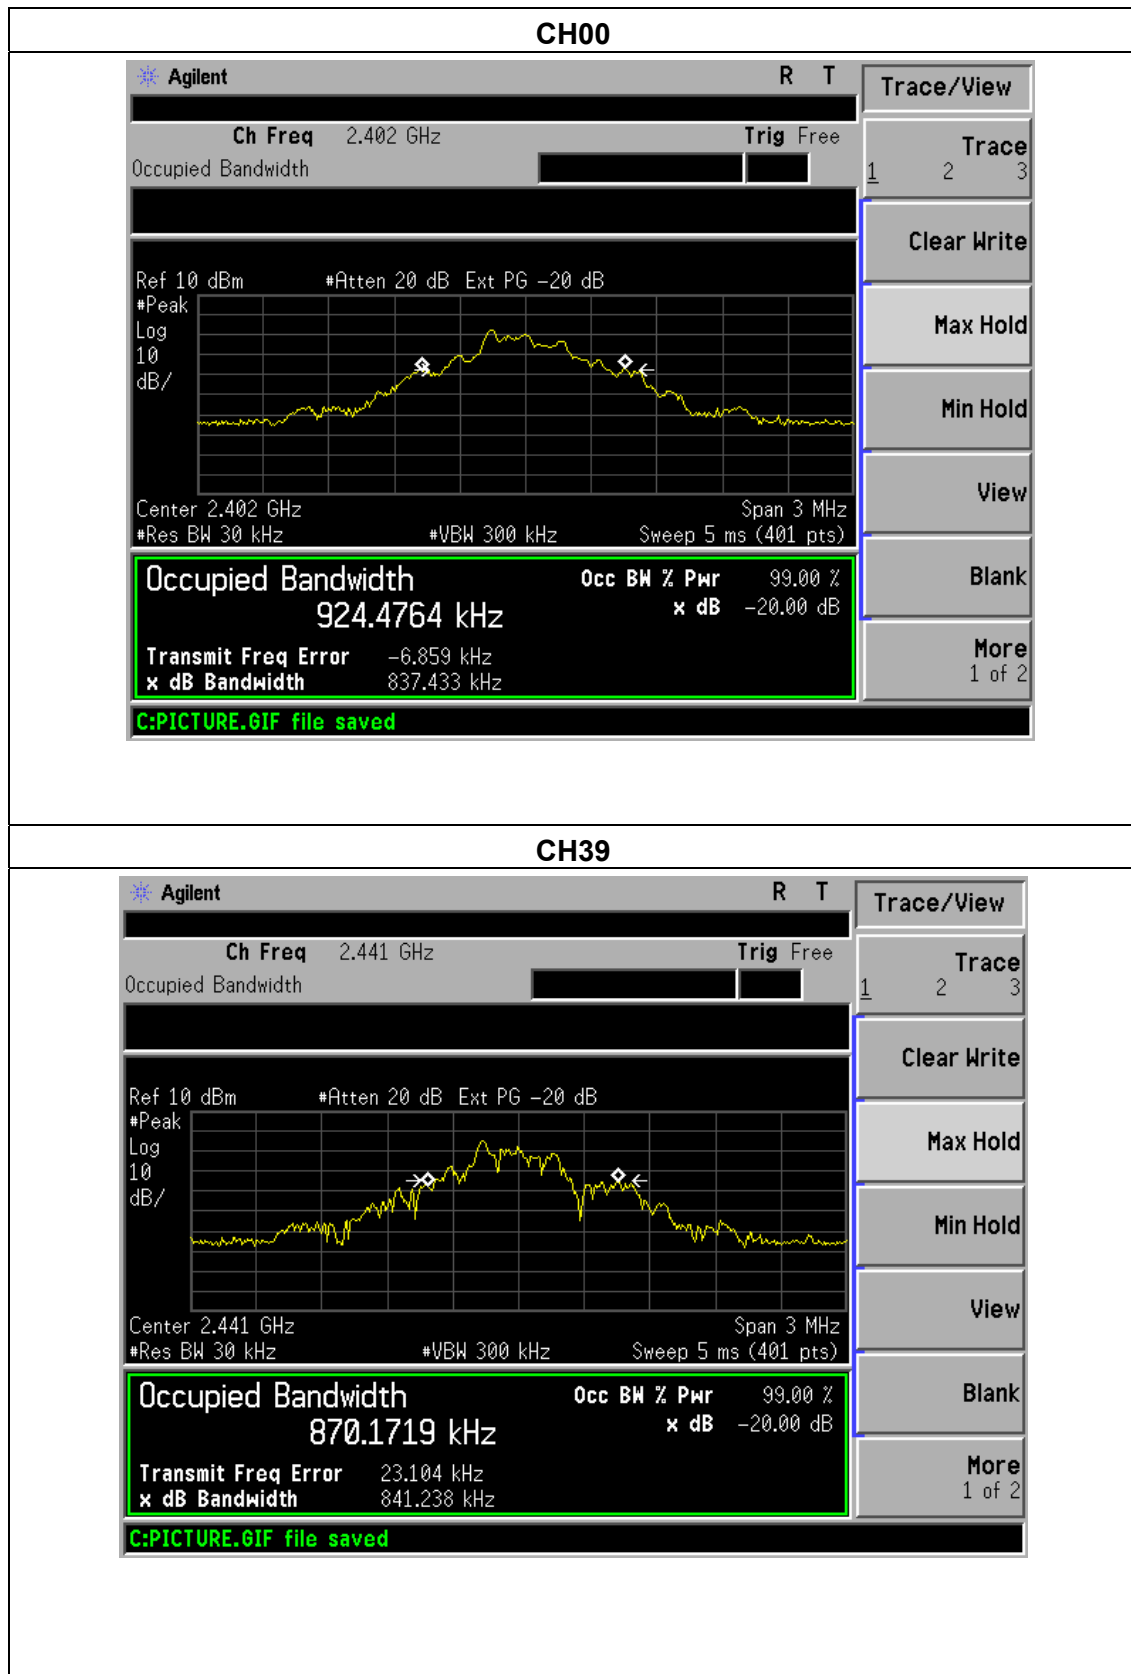 CH00
Agilent R T
Trace/View
Ch Freq 2.402 GHz Trig Free
Occupied Bandwidth
Trace
1 2 3
Clear Write
Ref 10 dBm #Atten 20 dB Ext PG -20 dB
#Peak
Log
10
dB/
Max Hold
Min Hold
View
Center 2.402 GHz Span 3 MHz
#Res BW 30 kHz #VBW 300 kHz Sweep 5 ms (401 pts)
Occupied Bandwidth Occ BW % Pwr 99.00 %
924.4764 kHz x dB -20.00 dB
Blank
Transmit Freq Error -6.859 kHz
x dB Bandwidth 837.433 kHz
More
1 of 2
C:PICTURE.GIF file saved
CH39
Agilent R T
Trace/View
Ch Freq 2.441 GHz Trig Free
Occupied Bandwidth
Trace
1 2 3
Clear Write
Ref 10 dBm #Atten 20 dB Ext PG -20 dB
#Peak
Log
10
dB/
Max Hold
Min Hold
View
Center 2.441 GHz Span 3 MHz
#Res BW 30 kHz #VBW 300 kHz Sweep 5 ms (401 pts)
Occupied Bandwidth Occ BW % Pwr 99.00 %
870.1719 kHz x dB -20.00 dB
Blank
Transmit Freq Error 23.104 kHz
x dB Bandwidth 841.238 kHz
More
1 of 2
C:PICTURE.GIF file saved